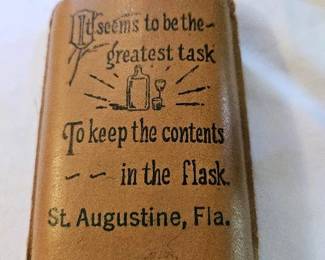 It seems to be the-
greatest task
To keep the contents
-- in the flask.
St. Augustine, Fla.